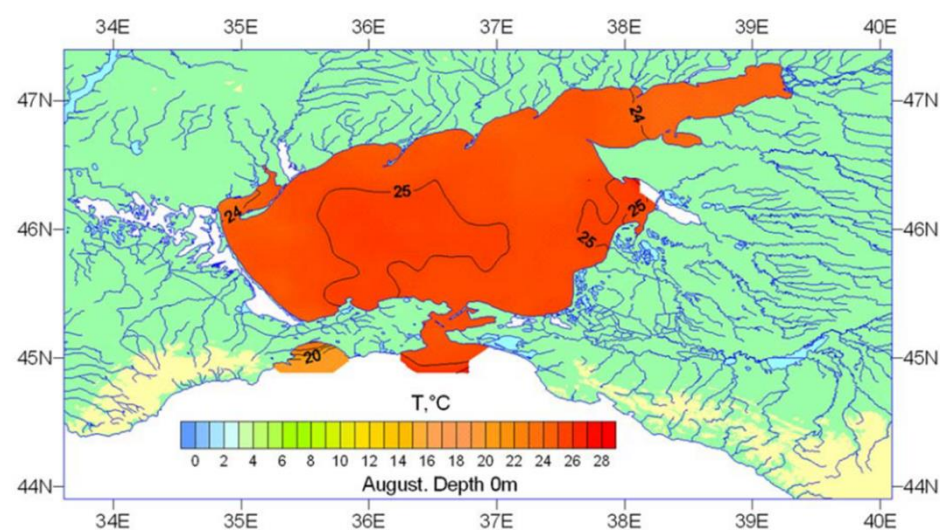 34E 35E 36E 37E 38E 39E 40E
47N 47N
24
25
24 25
46N 46N
25
45N 20 45N
T,°C
0 2 4 6 8 10 12 14 16 18 20 22 24 26 28
August. Depth 0m
44N 44N
34E 35E 36E 37E 38E 39E 40E